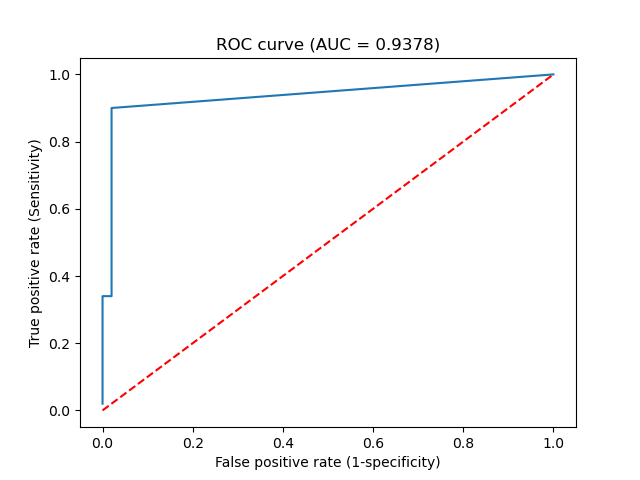 ROC curve (AUC = 0.9378)
True positive rate (Sensitivity)
1.0
0.8
0.6
0.4
0.2
0.0
0.0 0.2 0.4 0.6 0.8 1.0
False positive rate (1-specificity)